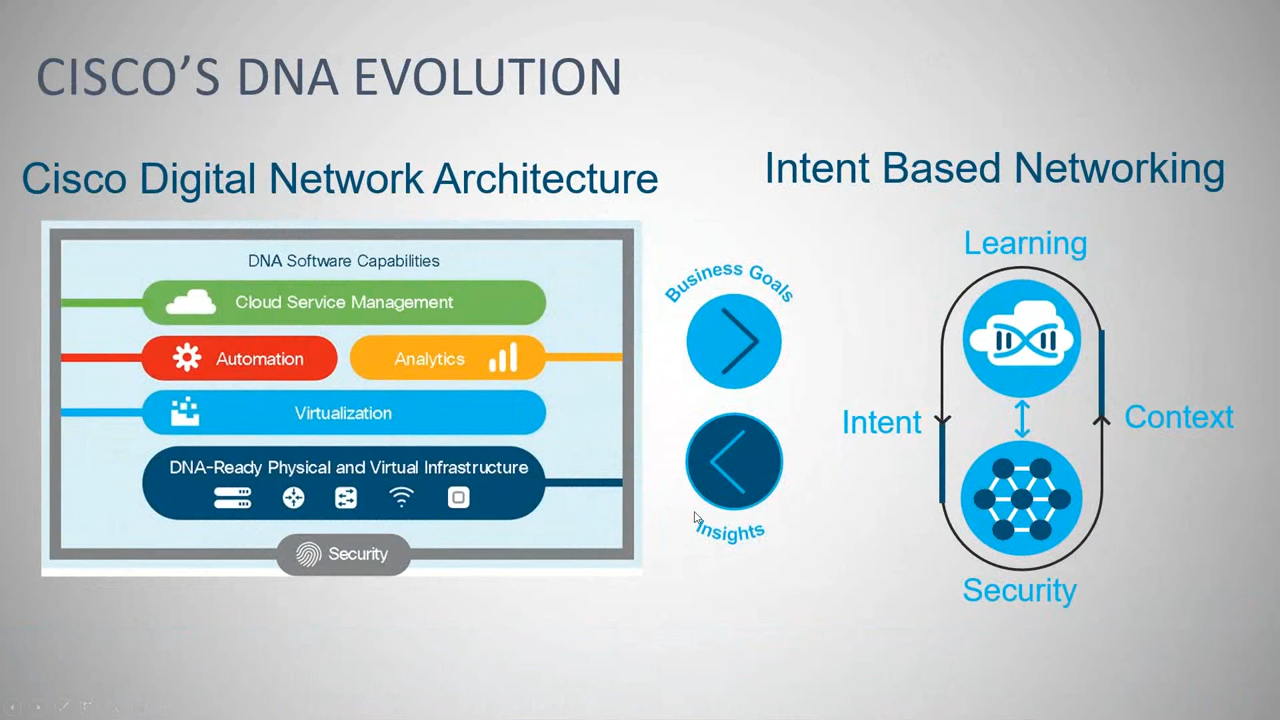 CISCO’S DNA EVOLUTION
Cisco Digital Network Architecture
DNA Software Capabilities
Cloud Service Management
Automation
Analytics
Virtualization
DNA-Ready Physical and Virtual Infrastructure
Security
Business Goals
Insights
Intent Based Networking
Learning
Intent
Context
Security